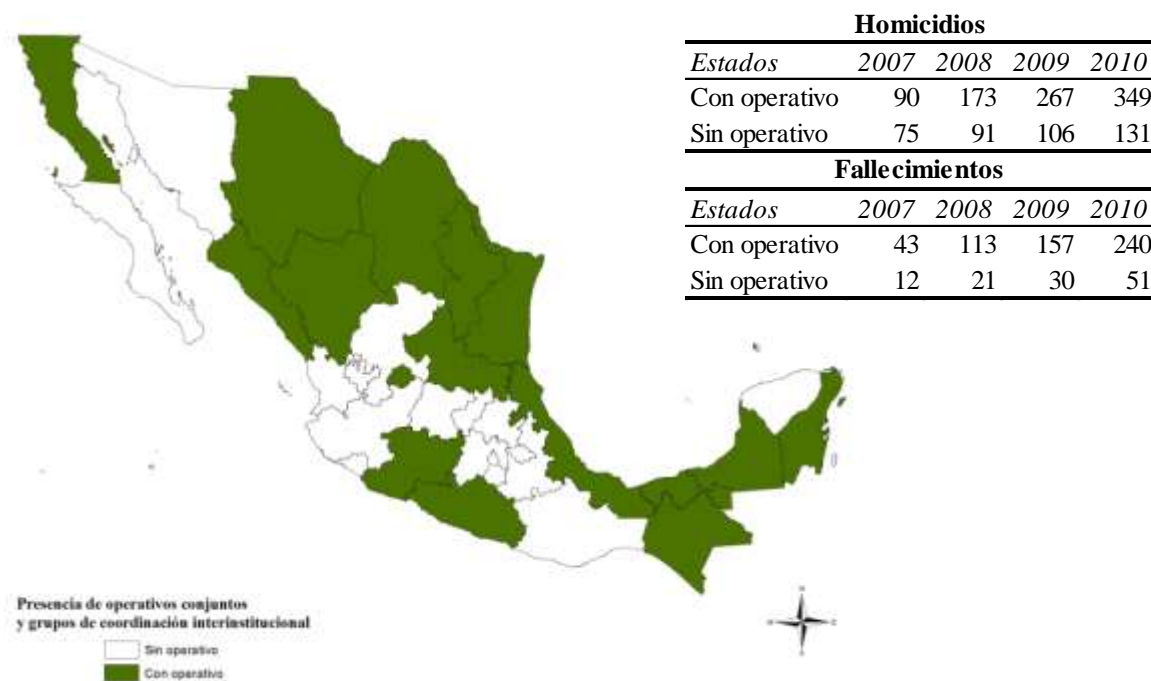 Homicidios
Estados 2007 2008 2009 2010
Con operativo 90 173 267 349
Sin operativo 75 91 106 131
Fallecimientos
Estados 2007 2008 2009 2010
Con operativo 43 113 157 240
Sin operativo 12 21 30 51
Presencia de operativos conjuntos
y grupos de coordinación interinstitucional
Sin operativo
Con operativo